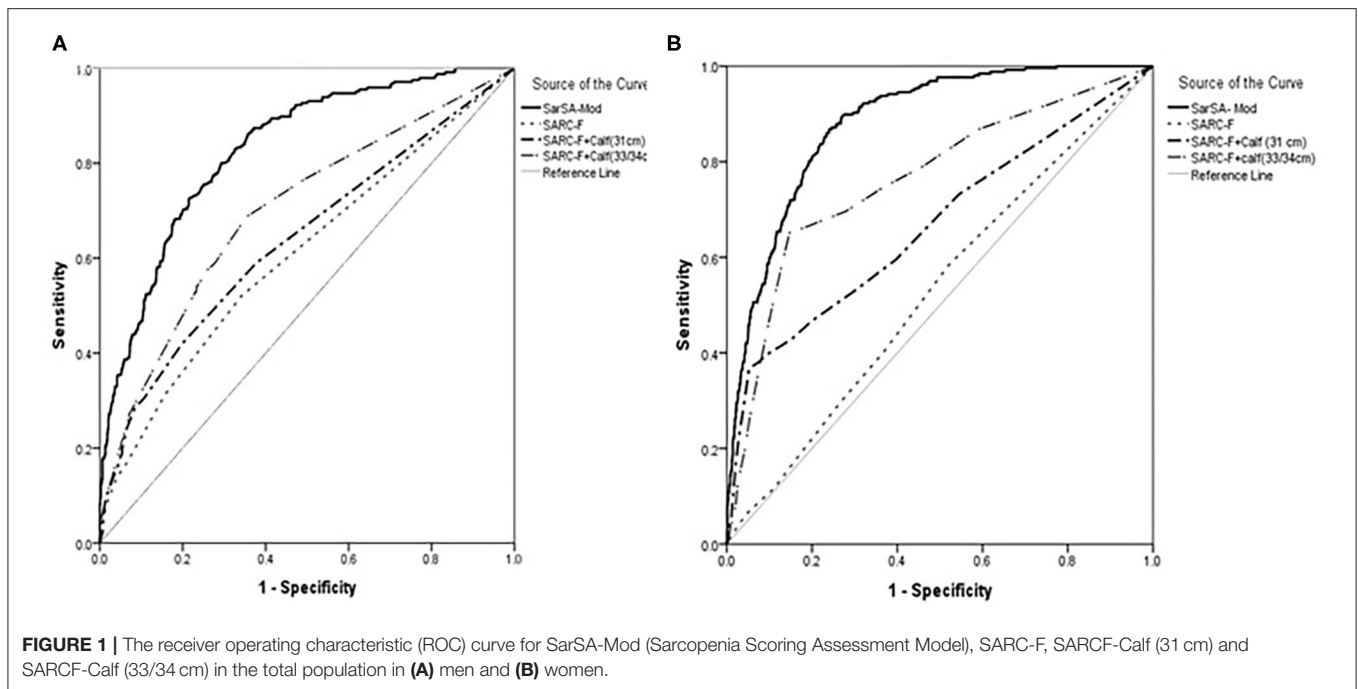 A
1.0
0.8
0.6
0.4
0.2
0.0
Sensitivity
0.0 0.2 0.4 0.6 0.8 1.0
1 - Specificity
Source of the Curve
SarSA-Mod
SARC-F
SARC-F+Calf(31cm)
SARC-F+Calf(33/34c
Reference Line
B
1.0
0.8
0.6
0.4
0.2
0.0
Sensitivity
0.0 0.2 0.4 0.6 0.8 1.0
1 - Specificity
Source of the Curve
SarSA- Mod
SARC-F
SARC-F+Calf (31 cm)
SARC-F+calf(33/34cm)
Reference Line
FIGURE 1 | The receiver operating characteristic (ROC) curve for SarSA-Mod (Sarcopenia Scoring Assessment Model), SARC-F, SARCF-Calf (31 cm) and
SARCF-Calf (33/34 cm) in the total population in (A) men and (B) women.